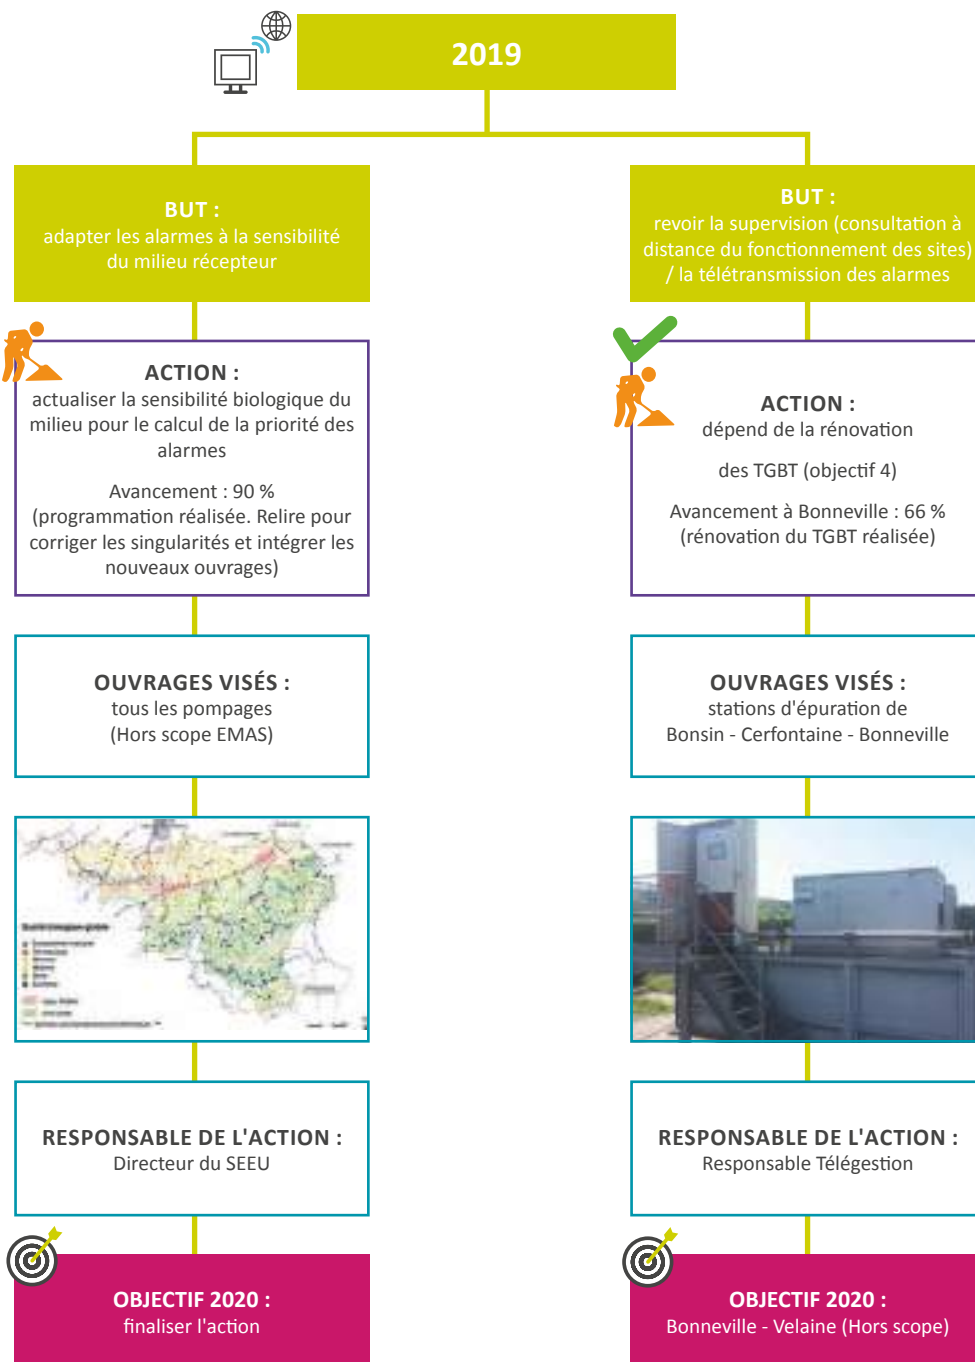 2019
BUT :
adapter les alarmes à la sensibilité
du milieu récepteur
ACTION :
actualiser la sensibilité biologique du
milieu pour le calcul de la priorité des
alarmes
Avancement : 90 %
(programmation réalisée. Relire pour
corriger les singularités et intégrer les
nouveaux ouvrages)
OUVRAGES VISÉS :
tous les pompages
(Hors scope EMAS)
RESPONSABLE DE L'ACTION :
Directeur du SEEU
OBJECTIF 2020 :
finaliser l'action
BUT :
revoir la supervision (consultation à
distance du fonctionnement des sites)
/ la télétransmission des alarmes
ACTION :
dépend de la rénovation
des TGBT (objectif 4)
Avancement à Bonneville : 66 %
(rénovation du TGBT réalisée)
OUVRAGES VISÉS :
stations d'épuration de
Bonsin - Cerfontaine - Bonneville
RESPONSABLE DE L'ACTION :
Responsable Télégestion
OBJECTIF 2020 :
Bonneville - Velaine (Hors scope)